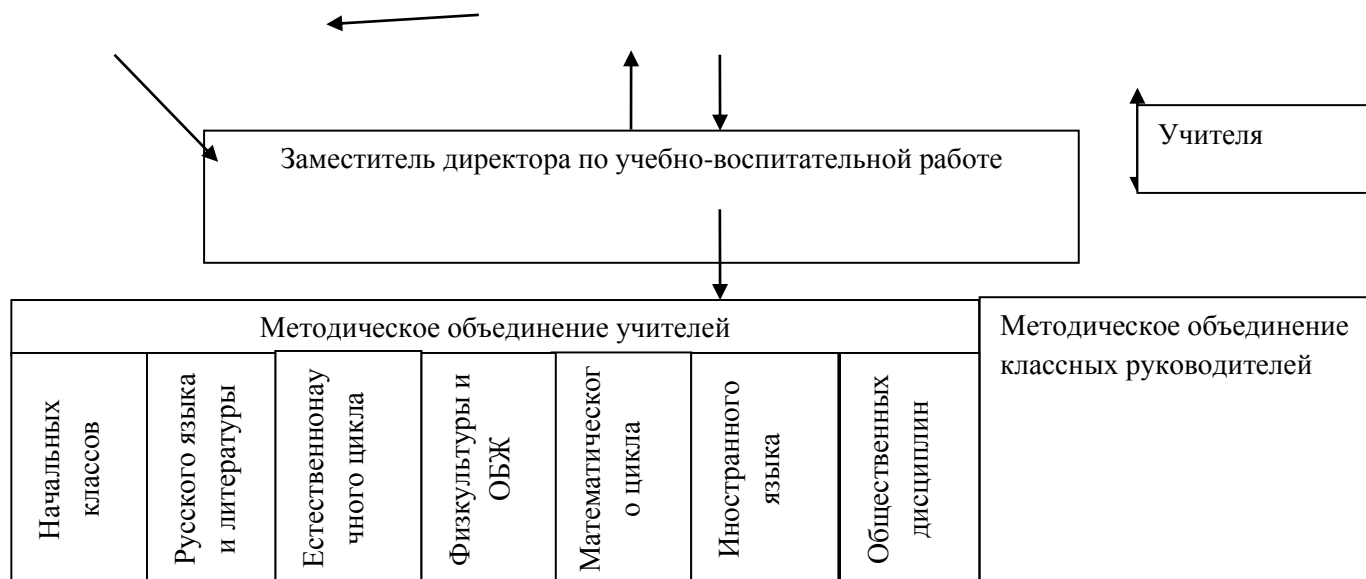 Учителя
Заместитель директора по учебно-воспитательной работе
Методическое объединение учителей
Методическое объединение
классных руководителей
Начальных
классов
Русского языка
и литературы
Естественнонау
чного цикла
Физкультуры и
ОБЖ
Математическог
о цикла
Иностранного
языка
Общественных
дисциплин